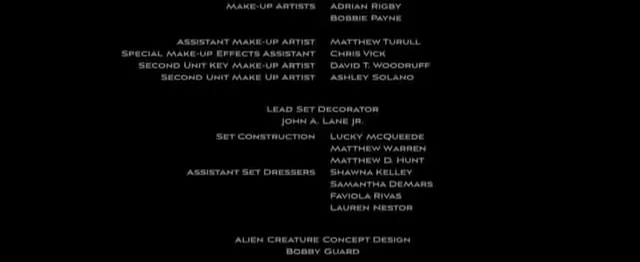 Make-up Artists Adrian Rigby
Bobbie Payne
Assistant Make-up Artist Matthew Turull
Special Make-up Effects Assistant Chris Vick
Second Unit Key Make-up Artist David T. Woodruff
Second Unit Make Up Artist Ashley Solano
Lead Set Decorator
John A. Lane Jr.
Set Construction Lucky McQueede
Matthew Warren
Matthew D. Hunt
Assistant Set Dressers Shawna Kelley
Samantha DeMars
Faviola Rivas
Lauren Nestor
Alien Creature Concept Design
Bobby Guard